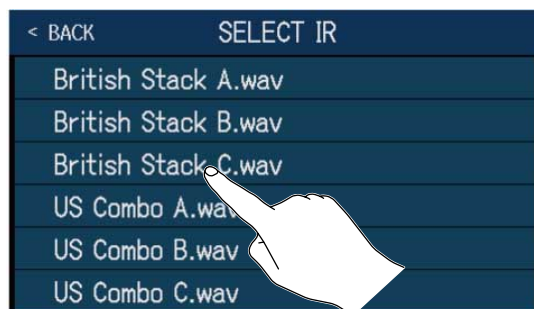 < BACK SELECT IR
British Stack A.wav
British Stack B.wav
British Stack C.wav
US Combo A.wav
US Combo B.wav
US Combo C.wav